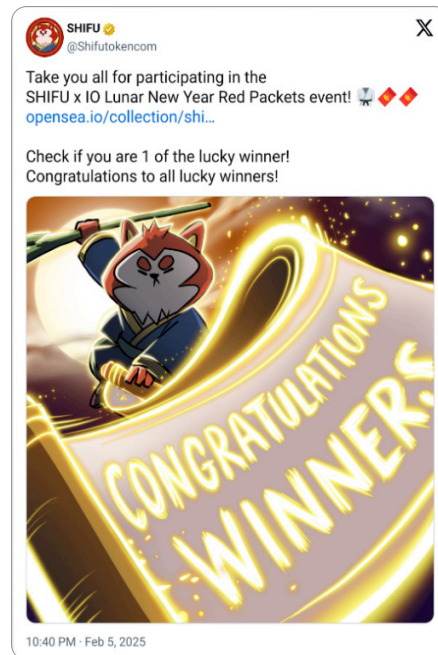 SHIFU
@Shifutokencom
X
Take you all for participating in the
SHIFU x IO Lunar New Year Red Packets event! 🥋🧧🧧
opensea.io/collection/shi…
Check if you are 1 of the lucky winner!
Congratulations to all lucky winners!
CONGRATULATIONS
WINNERS
10:40 PM · Feb 5, 2025